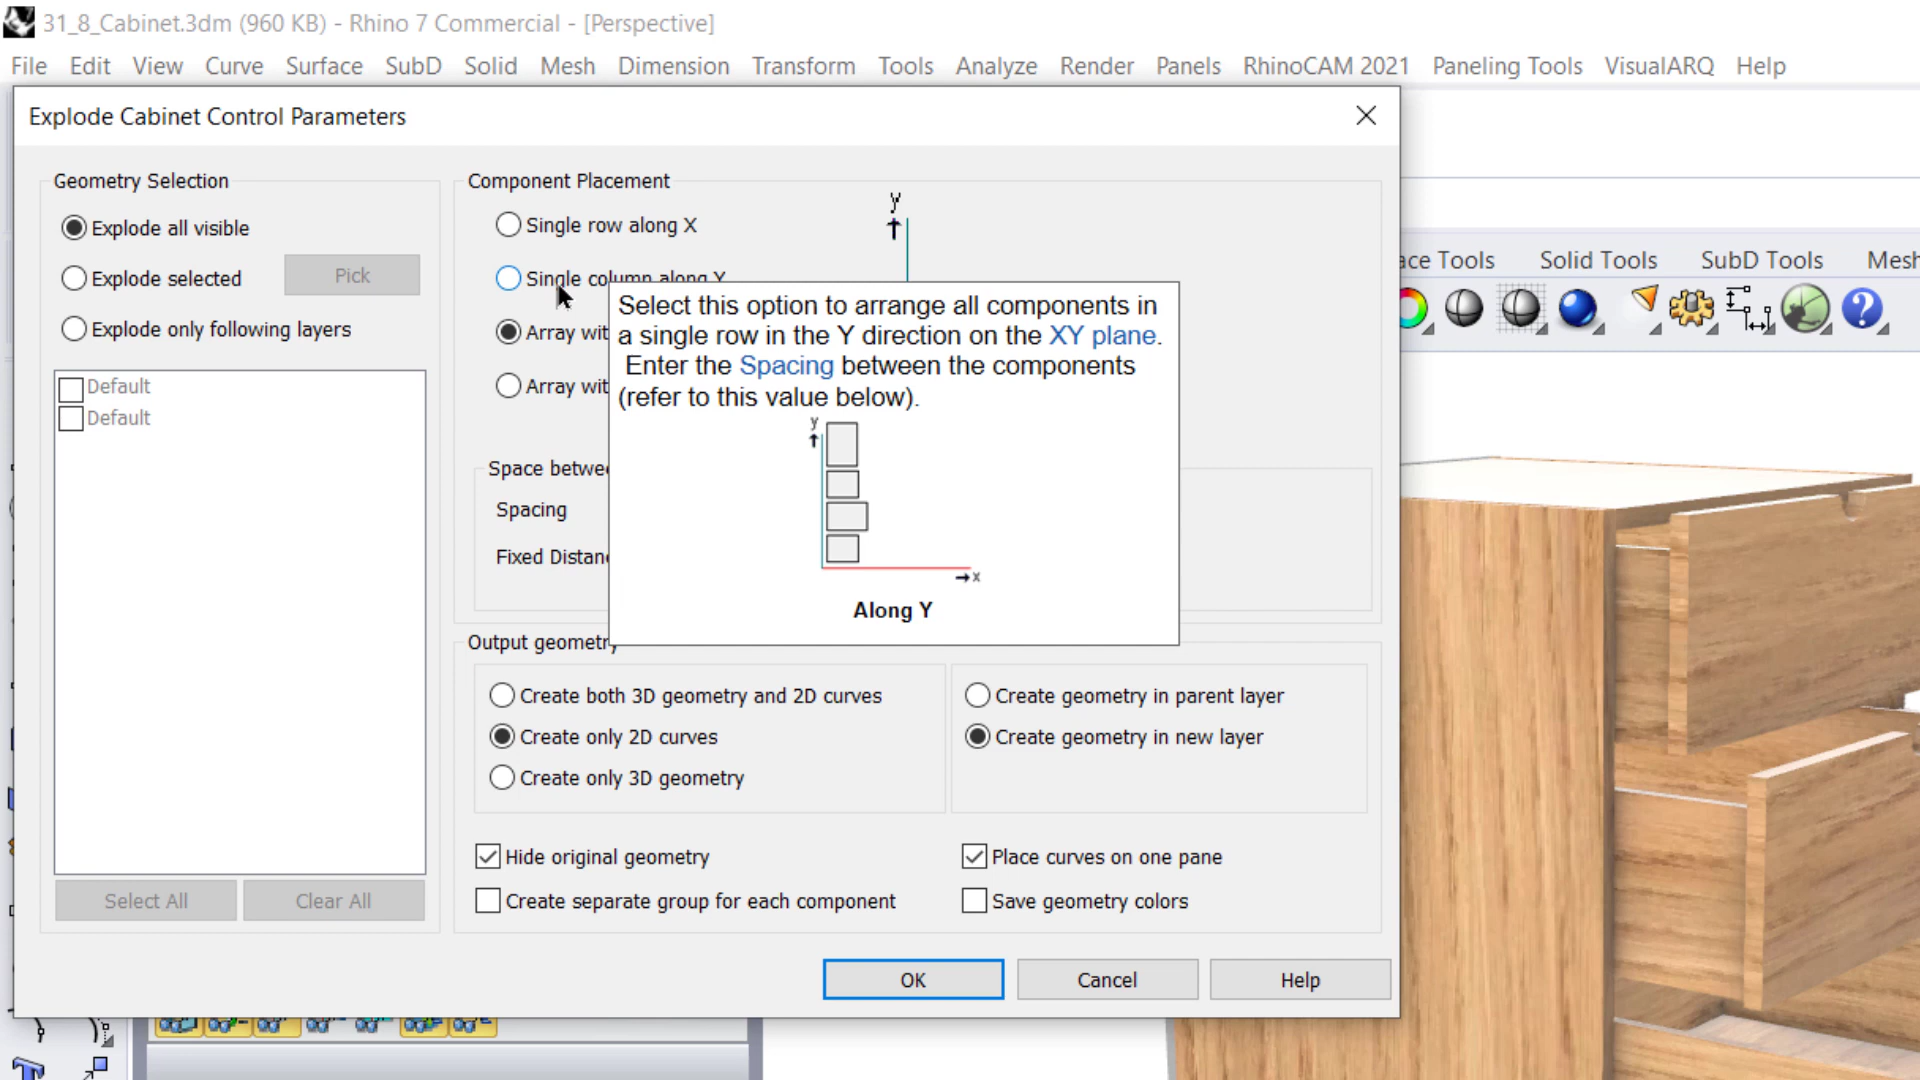 31_8_Cabinet.3dm (960 KB) - Rhino 7 Commercial - [Perspective]
File Edit View Curve Surface SubD Solid Mesh Dimension Transform Tools Analyze Render Panels RhinoCAM 2021 Paneling Tools VisualARQ Help
Explode Cabinet Control Parameters
Geometry Selection
Explode all visible
Explode selected Pick
Explode only following layers
Default
Default
Select All Clear All
Component Placement
Single row along X
Single column along Y
Array wit
Array wit
y
Space betwee
Spacing
Fixed Distanc
Select this option to arrange all components in
a single row in the Y direction on the XY plane.
Enter the Spacing between the components
(refer to this value below).
y
x
Along Y
Output geometry
Create both 3D geometry and 2D curves
Create only 2D curves
Create only 3D geometry
Create geometry in parent layer
Create geometry in new layer
Hide original geometry
Place curves on one pane
Create separate group for each component
Save geometry colors
OK Cancel Help
ace Tools Solid Tools SubD Tools Mesh